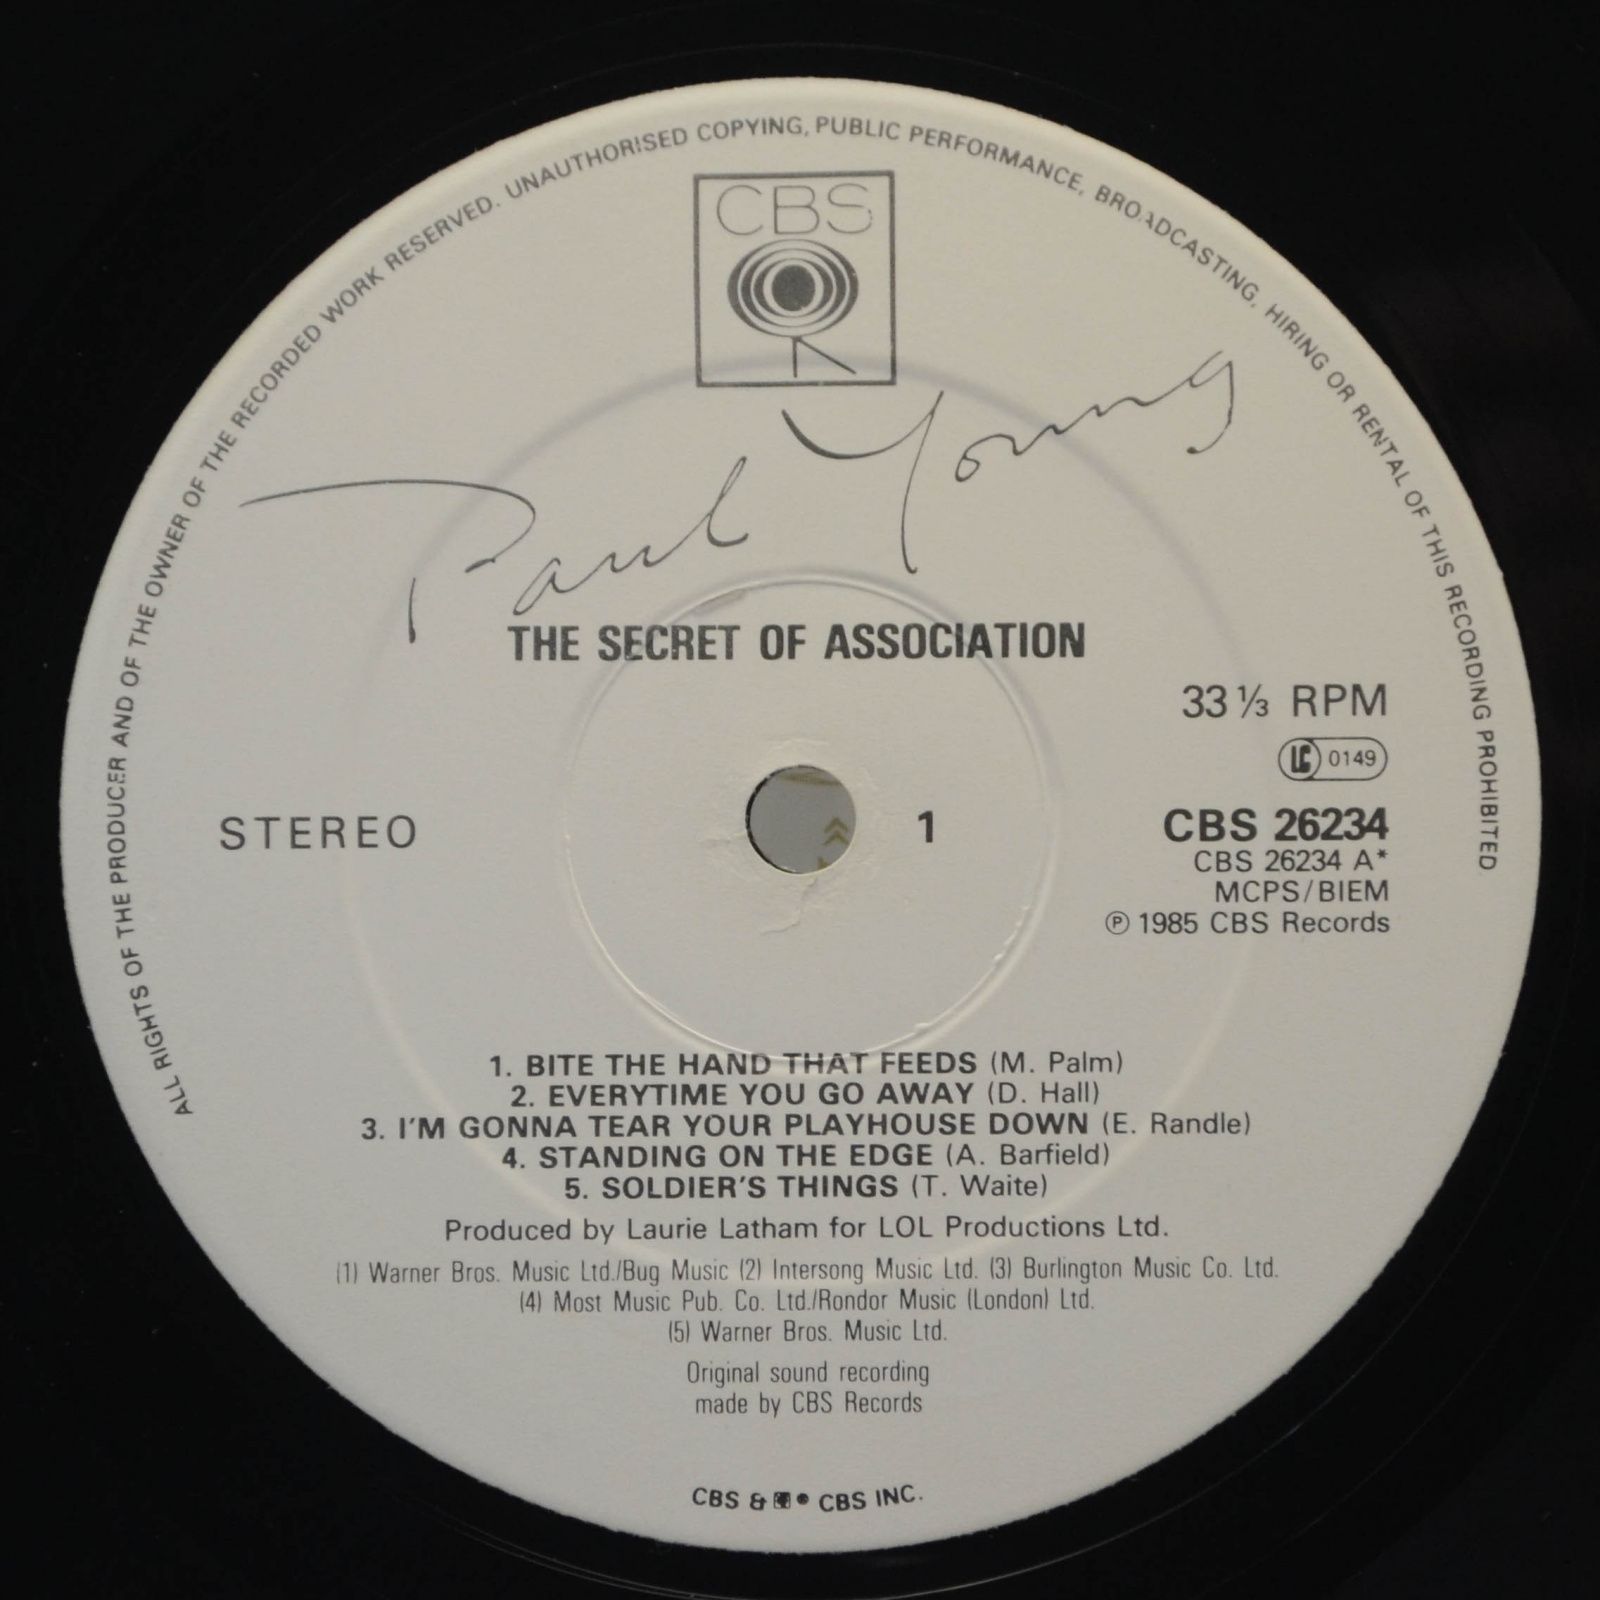 ALL RIGHTS OF THE PRODUCER AND OF THE OWNER OF THE RECORDED WORK RESERVED. UNAUTHORISED COPYING, PUBLIC PERFORMANCE, BROADCASTING, HIRING OR RENTAL OF THIS RECORDING PROHIBITED
CBS
Paul Young
THE SECRET OF ASSOCIATION
33 ⅓ RPM
LC 0149
STEREO
1
CBS 26234
CBS 26234 A*
MCPS/BIEM
℗ 1985 CBS Records
1. BITE THE HAND THAT FEEDS (M. Palm)
2. EVERYTIME YOU GO AWAY (D. Hall)
3. I'M GONNA TEAR YOUR PLAYHOUSE DOWN (E. Randle)
4. STANDING ON THE EDGE (A. Barfield)
5. SOLDIER'S THINGS (T. Waite)
Produced by Laurie Latham for LOL Productions Ltd.
(1) Warner Bros. Music Ltd./Bug Music (2) Intersong Music Ltd. (3) Burlington Music Co. Ltd.
(4) Most Music Pub. Co. Ltd./Rondor Music (London) Ltd.
(5) Warner Bros. Music Ltd.
Original sound recording
made by CBS Records
CBS & ® CBS INC.